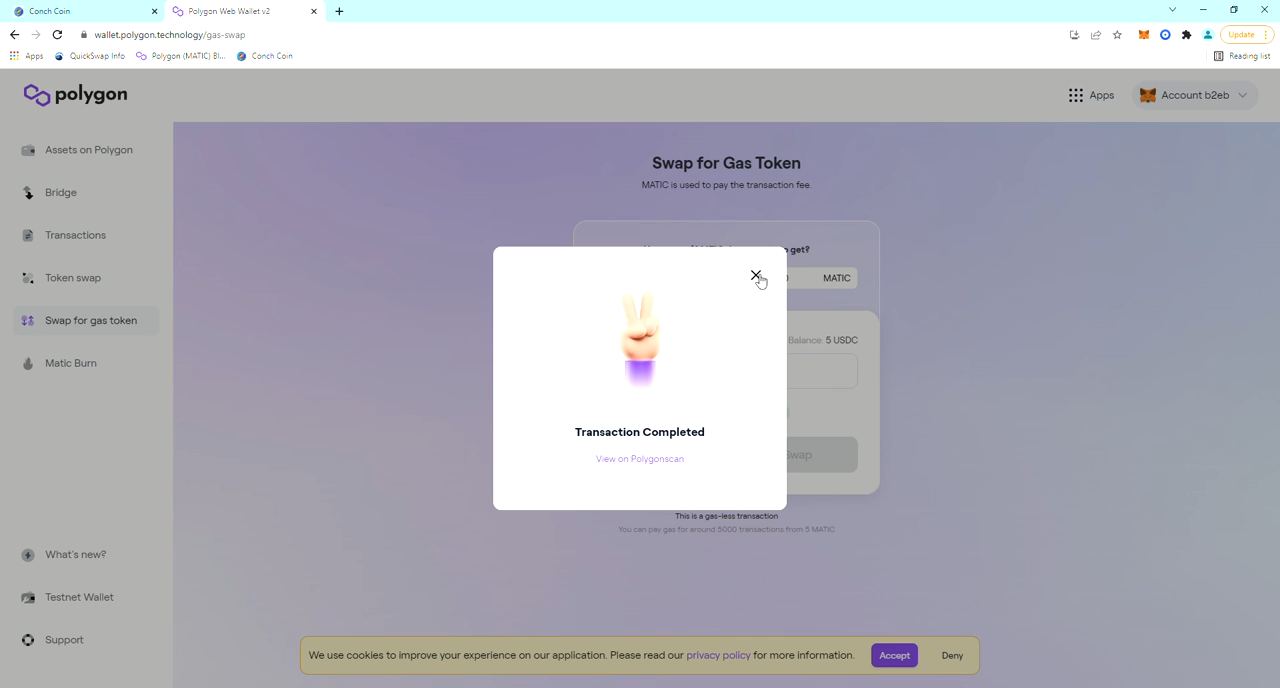 Conch Coin
Polygon Web Wallet v2
wallet.polygon.technology/gas-swap
Update
Apps
QuickSwap Info
Polygon (MATIC) Bl...
Conch Coin
Reading list
polygon
Apps
Account b2eb
Assets on Polygon
Bridge
Transactions
Token swap
Swap for gas token
Matic Burn
What's new?
Testnet Wallet
Support
Swap for Gas Token
MATIC is used to pay the transaction fee.
get?
MATIC
Balance: 5 USDC
Swap
Transaction Completed
View on Polygonscan
This is a gas-less transaction
You can pay gas for around 5000 transactions from 5 MATIC.
We use cookies to improve your experience on our application. Please read our privacy policy for more information.
Accept
Deny